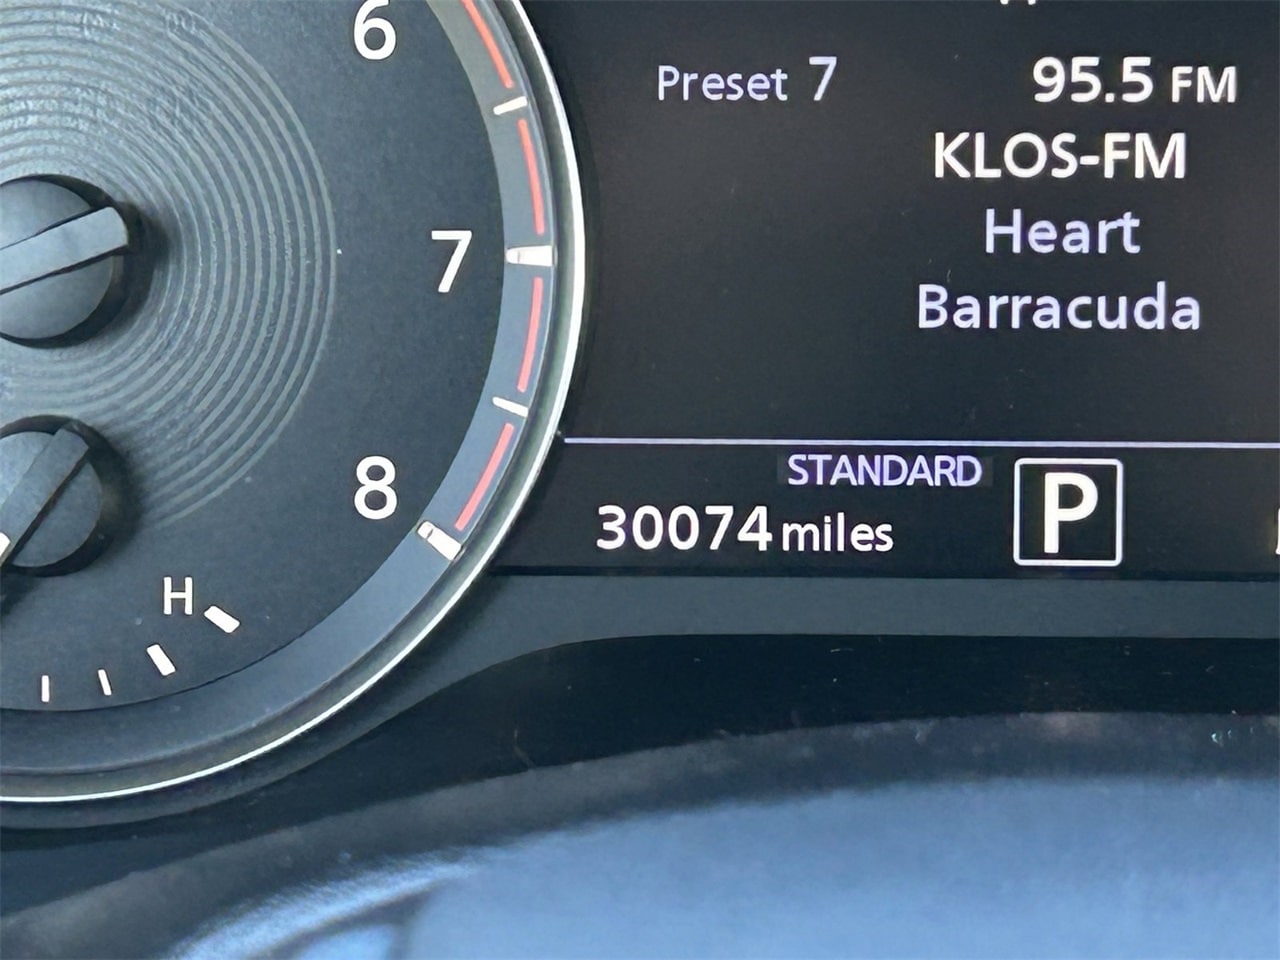 6
7
8
H
Preset 7 95.5 FM
KLOS-FM
Heart
Barracuda
STANDARD
30074 miles
P